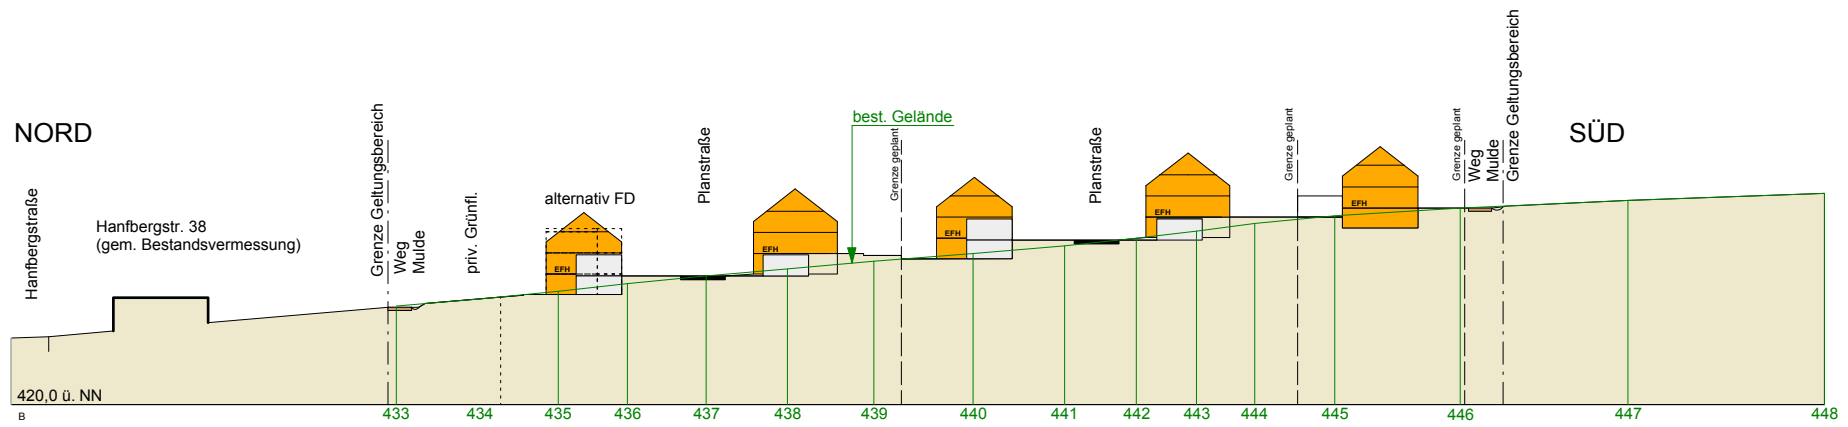 NORD
SÜD
Hanfbergstraße
Hanfbergstr. 38
(gem. Bestandsvermessung)
Grenze Geltungsbereich
Weg
Mulde
priv. Grünfl.
alternativ FD
EFH
Planstraße
EFH
best. Gelände
Grenze geplant
EFH
Planstraße
EFH
Grenze geplant
EFH
Grenze geplant
Weg
Mulde
Grenze Geltungsbereich
420,0 ü. NN
B
433 434 435 436 437 438 439 440 441 442 443 444 445 446 447 448